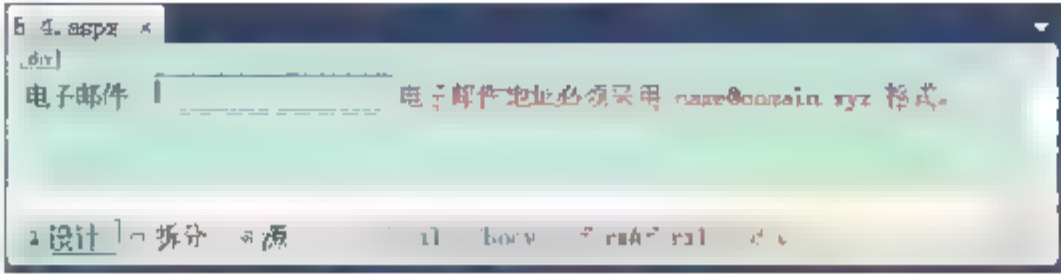 4.aspx ×
div
电子邮件 电子邮件地址必须采用 name@domain.xyz 格式。
设计 拆分 源